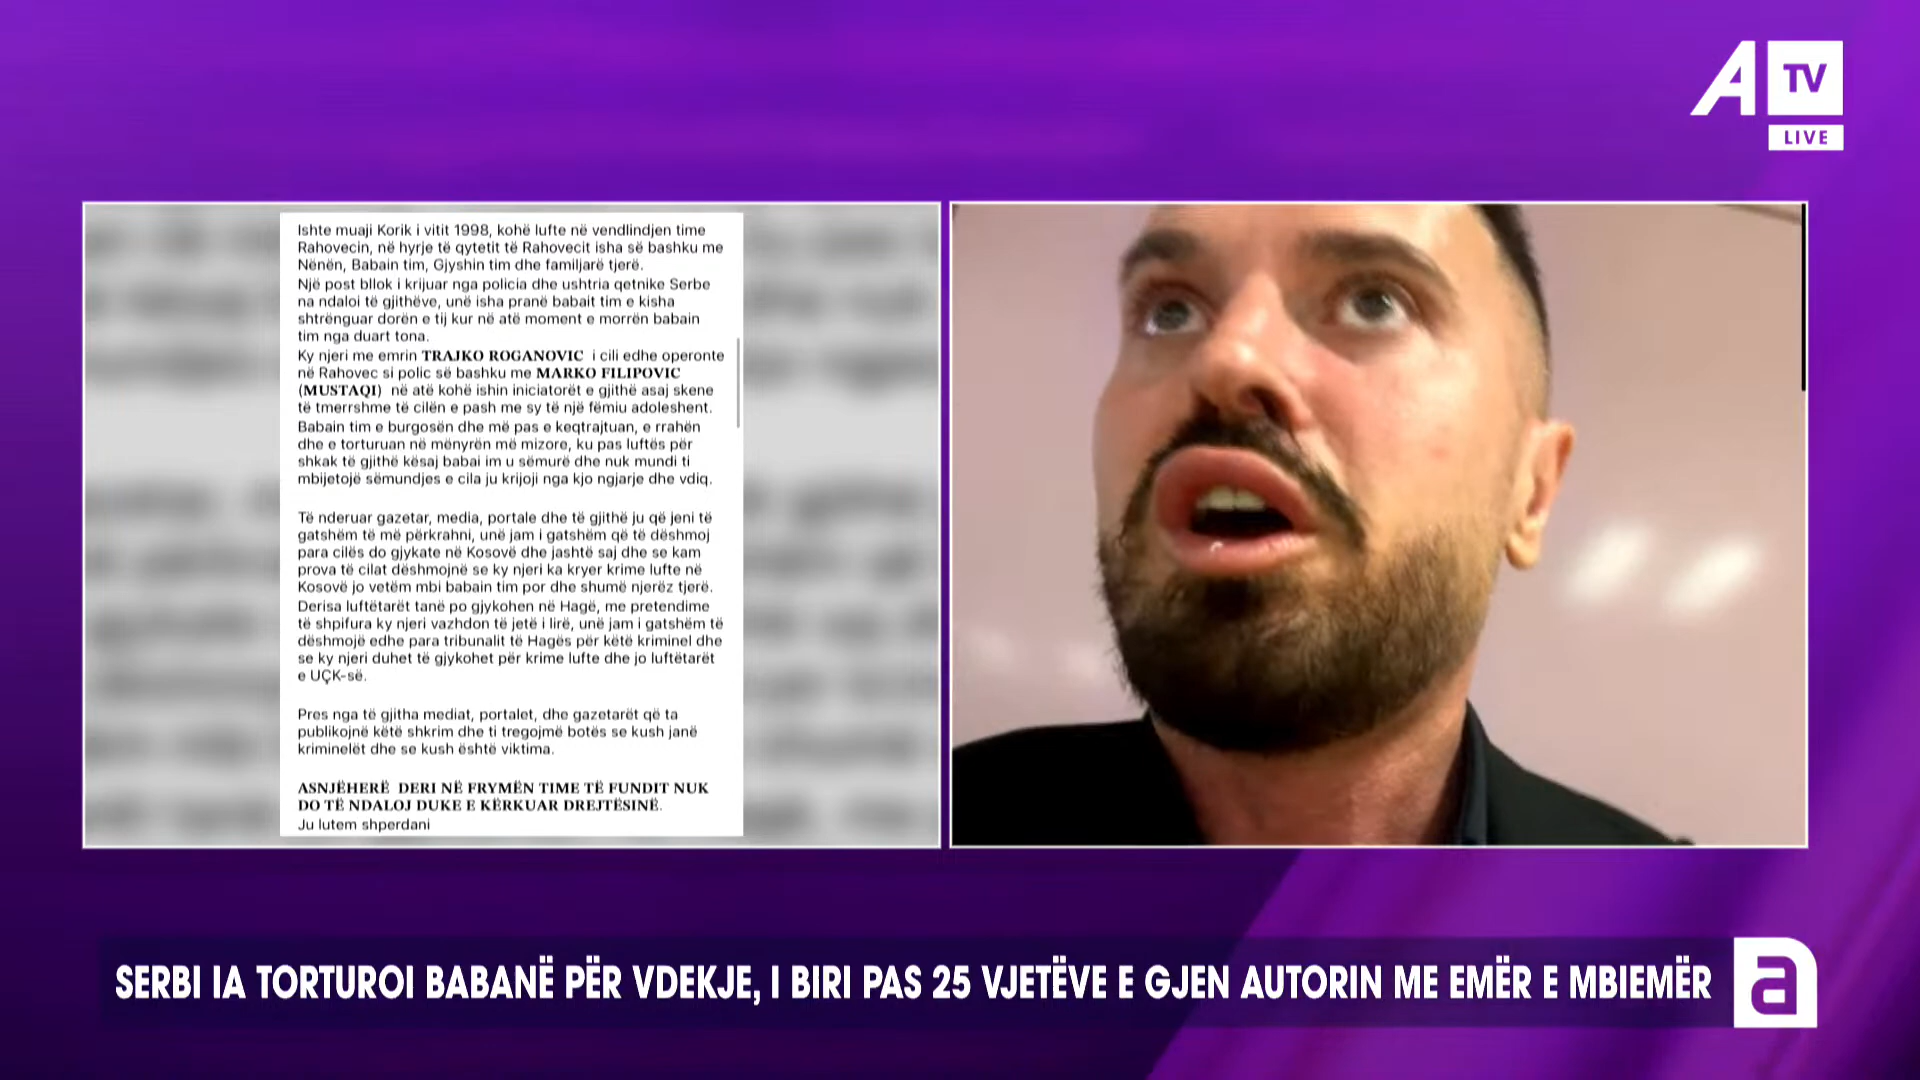 A TV
LIVE
Ishte muaji Korik i vitit 1998, kohë lufte në vendlindjen time
Rahovecin, në hyrje të qytetit të Rahovecit isha së bashku me
Nënën, Babain tim, Gjyshin tim dhe familjarë tjerë.
Një post bllok i krijuar nga policia dhe ushtria qetnike Serbe
na ndaloi të gjithëve, unë isha pranë babait tim e kisha
shtrënguar dorën e tij kur në atë moment e morrën babain
tim nga duart tona.
Ky njeri me emrin TRAJKO ROGANOVIC i cili edhe operonte
në Rahovec si polic së bashku me MARKO FILIPOVIC
(MUSTAQI) në atë kohë ishin iniciatorët e gjithë asaj skene
të tmerrshme të cilën e pash me sy të një fëmiu adoleshent.
Babain tim e burgosën dhe më pas e keqtrajtuan, e rrahën
dhe e torturuan në mënyrën më mizore, ku pas luftës për
shkak të gjithë kësaj babai im u sëmurë dhe nuk mundi ti
mbijetojë sëmundjes e cila ju krijoji nga kjo ngjarje dhe vdiq.
Të nderuar gazetar, media, portale dhe të gjithë ju që jeni të
gatshëm të më përkrahni, unë jam i gatshëm që të dëshmoj
para cilës do gjykate në Kosovë dhe jashtë saj dhe se kam
prova të cilat dëshmojnë se ky njeri ka kryer krime lufte në
Kosovë jo vetëm mbi babain tim por dhe shumë njerëz tjerë.
Derisa luftëtarët tanë po gjykohen në Hagë, me pretendime
të shpifura ky njeri vazhdon të jetë i lirë, unë jam i gatshëm të
dëshmojë edhe para tribunalit të Hagës për këtë kriminel dhe
se ky njeri duhet të gjykohet për krime lufte dhe jo luftëtarët
e UÇK-së.
Pres nga të gjitha mediat, portalet, dhe gazetarët që ta
publikojnë këtë shkrim dhe ti tregojmë botës se kush janë
kriminelët dhe se kush është viktima.
ASNJËHERË DERI NË FRYMËN TIME TË FUNDIT NUK
DO TË NDALOJ DUKE E KËRKUAR DREJTËSINË.
Ju lutem shperdani
SERBI IA TORTUROI BABANË PËR VDEKJE, I BIRI PAS 25 VJETËVE E GJEN AUTORIN ME EMËR E MBIEMËR
a